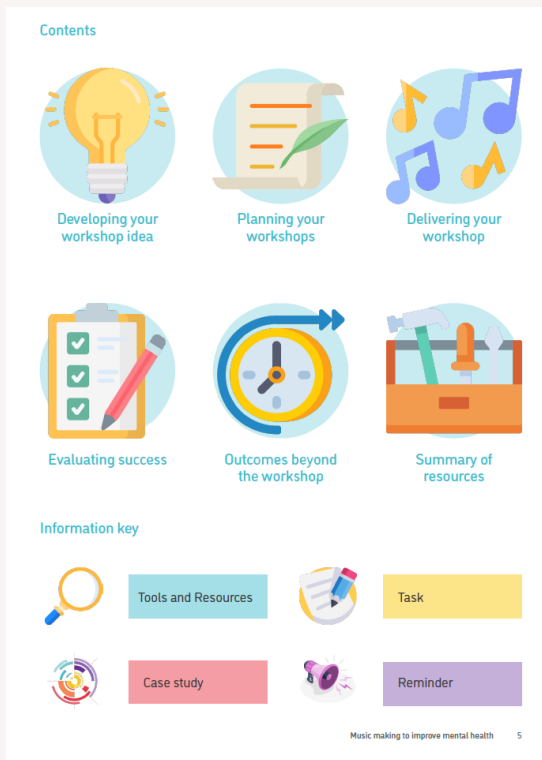 Contents
Developing your
workshop idea
Planning your
workshops
Delivering your
workshop
Evaluating success
Outcomes beyond
the workshop
Summary of
resources
Information key
Tools and Resources
Task
Case study
Reminder
Music making to improve mental health 5